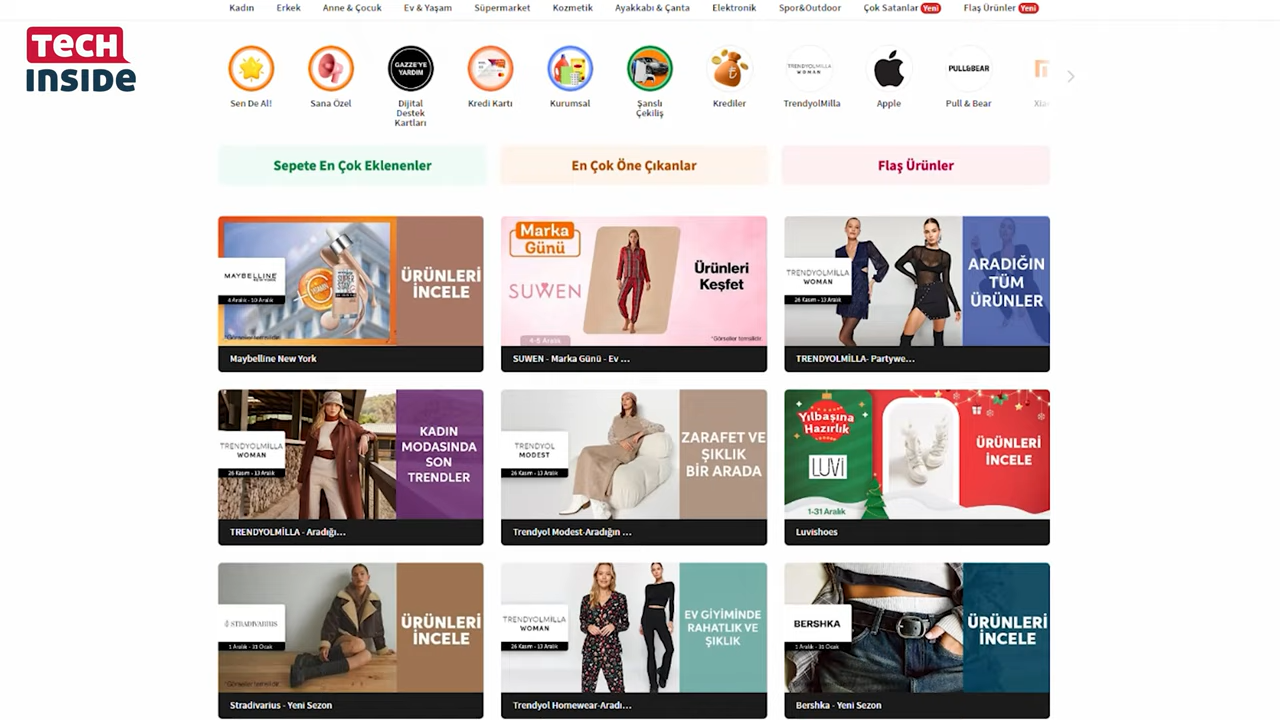 Kadın Erkek Anne & Çocuk Ev & Yaşam Süpermarket Kozmetik Ayakkabı & Çanta Elektronik Spor&Outdoor Çok Satanlar Yeni Flaş Ürünler Yeni
TECH
INSIDE
GAZZE'YE
YARDIM
TRENDYOLMILLA
WOMAN
PULL&BEAR
Sen De Al!
Sana Özel
Dijital
Destek
Kartları
Kredi Kartı
Kurumsal
Şanslı
Çekiliş
Krediler
TrendyolMilla
Apple
Pull & Bear
Sepete En Çok Eklenenler
En Çok Öne Çıkanlar
Flaş Ürünler
MAYBELLINE
NEW YORK
4 Aralık - 10 Aralık
+C
ÜRÜNLERİ
İNCELE
*Görseller temsilidir.
Maybelline New York
Marka
Günü
SUWEN
Ürünleri
Keşfet
4-5 Aralık
*Görseller temsilidir.
SUWEN - Marka Günü - Ev ...
TRENDYOLMILLA
WOMAN
26 Kasım - 13 Aralık
ARADIĞIN
TÜM
ÜRÜNLER
TRENDYOLMİLLA- Partywe...
TRENDYOLMILLA
WOMAN
26 Kasım - 13 Aralık
KADIN
MODASINDA
SON
TRENDLER
TRENDYOLMİLLA - Aradığı...
TRENDYOL
MODEST
26 Kasım - 13 Aralık
ZARAFET VE
ŞIKLIK
BİR ARADA
Trendyol Modest-Aradığın ...
Yılbaşına
Hazırlık
LUVİ
1-31 Aralık
ÜRÜNLERİ
İNCELE
Luvishoes
STRADIVARIUS
1 Aralık - 31 Ocak
ÜRÜNLERİ
İNCELE
*Görseller temsilidir.
Stradivarius - Yeni Sezon
TRENDYOLMILLA
WOMAN
26 Kasım - 13 Aralık
EV GİYİMİNDE
RAHATLIK VE
ŞIKLIK
Trendyol Homewear-Aradı...
BERSHKA
1 Aralık - 31 Ocak
ÜRÜNLERİ
İNCELE
Bershka - Yeni Sezon